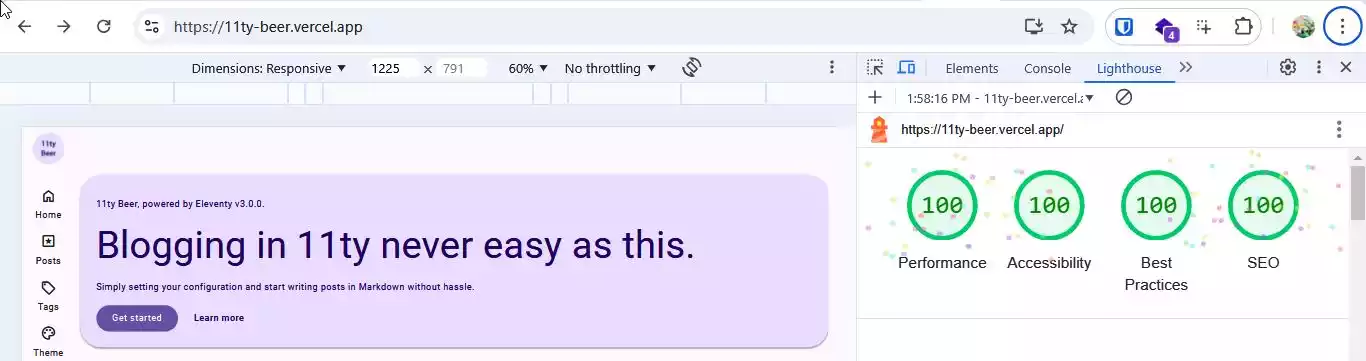 https://11ty-beer.vercel.app
4
Dimensions: Responsive 1225 × 791 60% No throttling
Elements Console Lighthouse
1:58:16 PM - 11ty-beer.vercel.a
https://11ty-beer.vercel.app/
11ty
Beer
Home
Posts
Tags
Theme
11ty Beer, powered by Eleventy v3.0.0.
Blogging in 11ty never easy as this.
Simply setting your configuration and start writing posts in Markdown without hassle.
Get started Learn more
100 100 100 100
Performance Accessibility Best Practices SEO